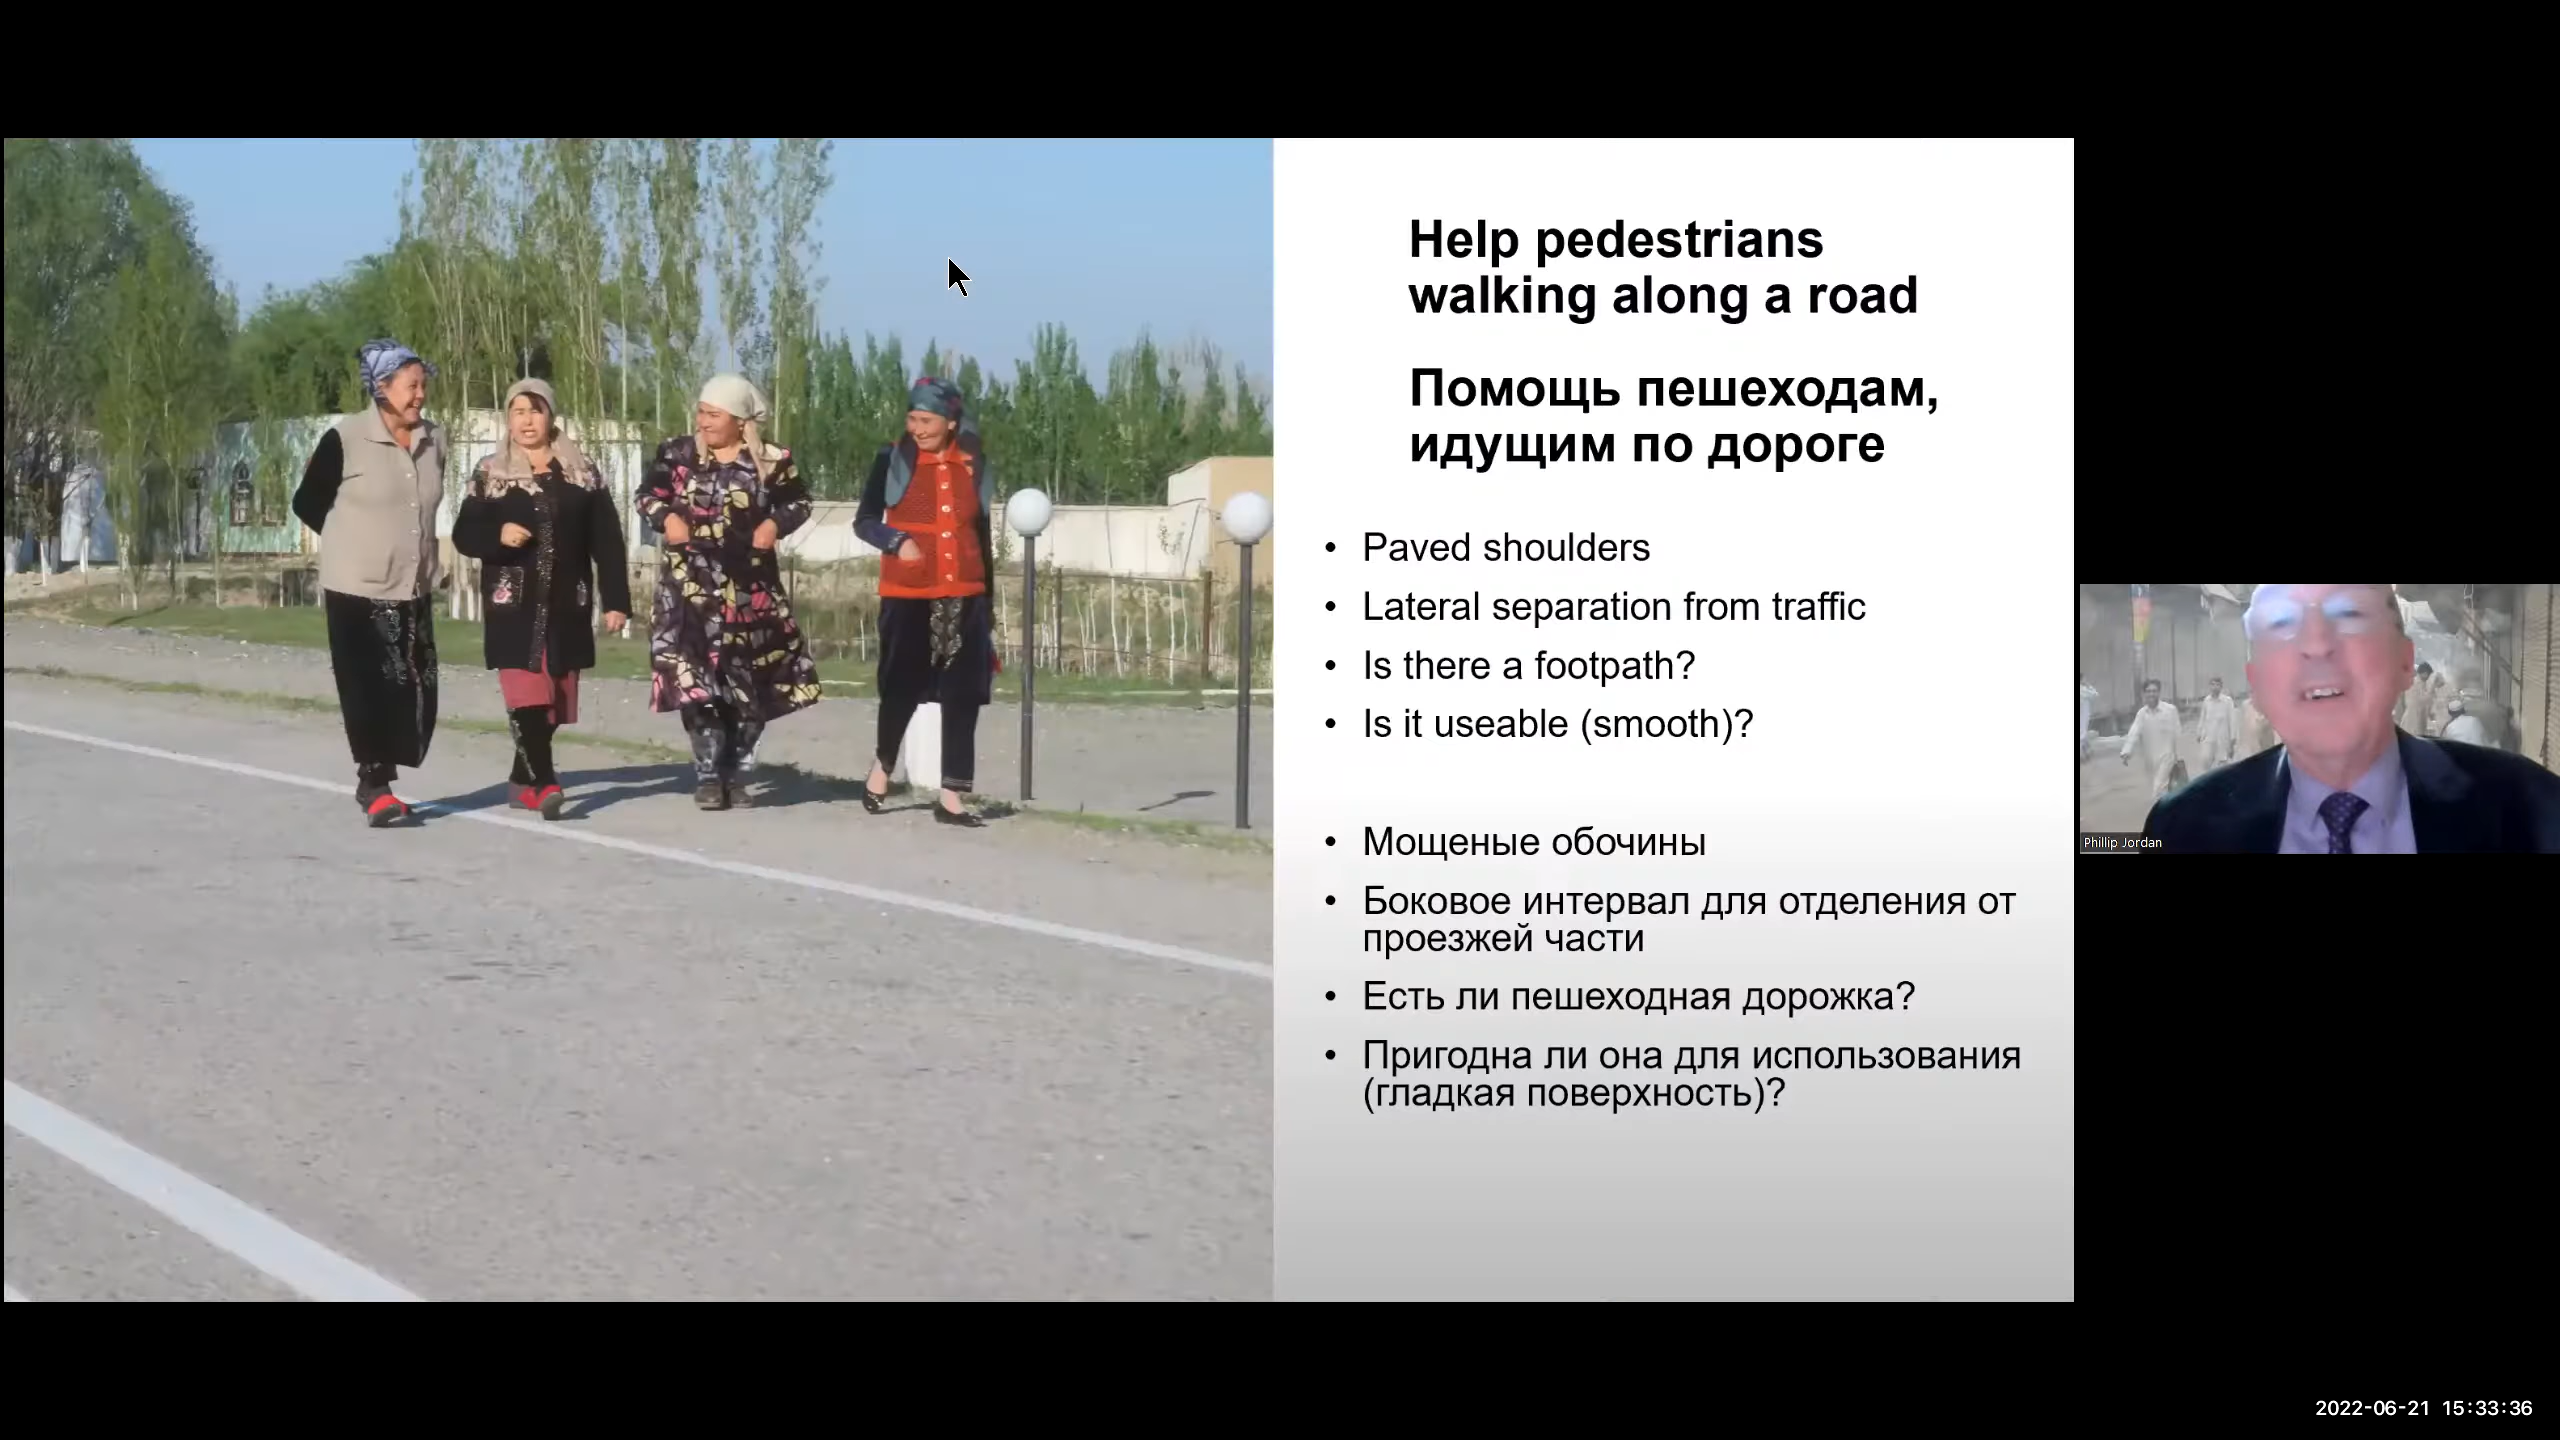 Help pedestrians
walking along a road
Помощь пешеходам,
идущим по дороге
• Paved shoulders
• Lateral separation from traffic
• Is there a footpath?
• Is it useable (smooth)?
• Мощеные обочины
• Боковое интервал для отделения от
проезжей части
• Есть ли пешеходная дорожка?
• Пригодна ли она для использования
(гладкая поверхность)?
Phillip Jordan
2022-06-21 15:33:36